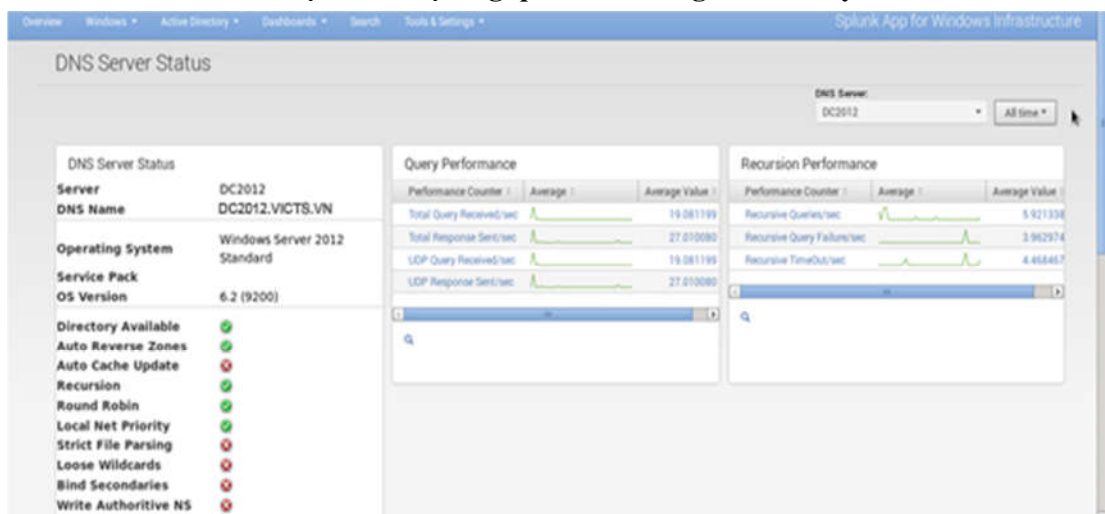 Overview Windows Active Directory Dashboards Search Tools & Settings Splunk App for Windows Infrastructure
DNS Server Status
DNS Server:
DC2012 All time
DNS Server Status
Server DC2012
DNS Name DC2012.VICTS.VN
Operating System Windows Server 2012 Standard
Service Pack
OS Version 6.2 (9200)
Directory Available
Auto Reverse Zones
Auto Cache Update
Recursion
Round Robin
Local Net Priority
Strict File Parsing
Loose Wildcards
Bind Secondaries
Write Authoritive NS
Query Performance
Performance Counter Average Average Value
Total Query Received/sec 19.081199
Total Response Sent/sec 27.010080
UDP Query Received/sec 19.081199
UDP Response Sent/sec 27.010080
Recursion Performance
Performance Counter Average Average Value
Recursive Queries/sec 5.921338
Recursive Query Failure/sec 3.962974
Recursive TimeOut/sec 4.468467